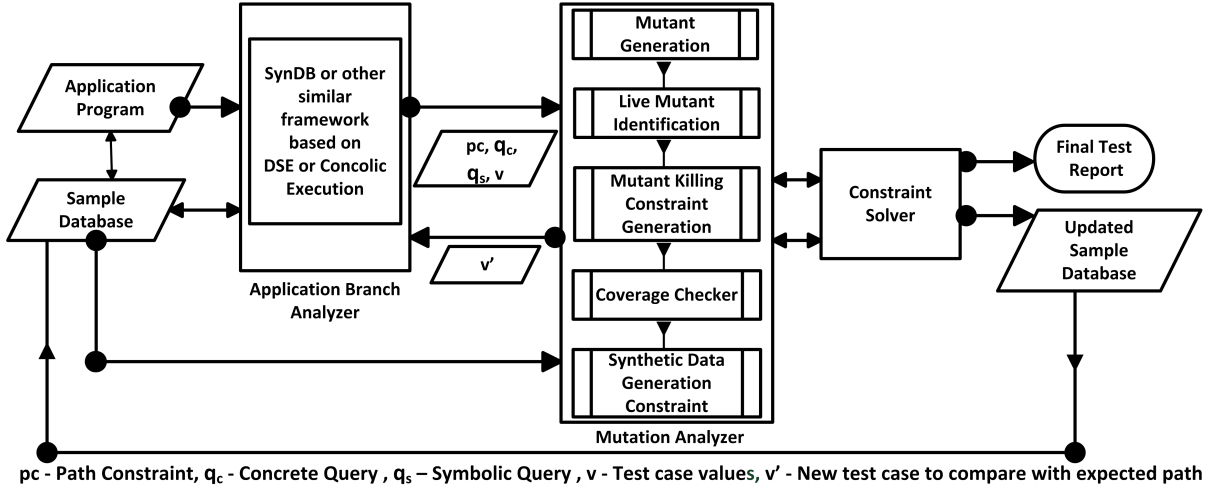 Application
Program
Sample
Database
SynDB or other
similar
framework
based on
DSE or Concolic
Execution
Application Branch
Analyzer
pc, qc,
qs, v
v’
Mutant
Generation
Live Mutant
Identification
Mutant Killing
Constraint
Generation
Coverage Checker
Synthetic Data
Generation
Constraint
Mutation Analyzer
Constraint
Solver
Final Test
Report
Updated
Sample
Database
pc - Path Constraint, qc - Concrete Query , qs – Symbolic Query , v - Test case values, v’ - New test case to compare with expected path